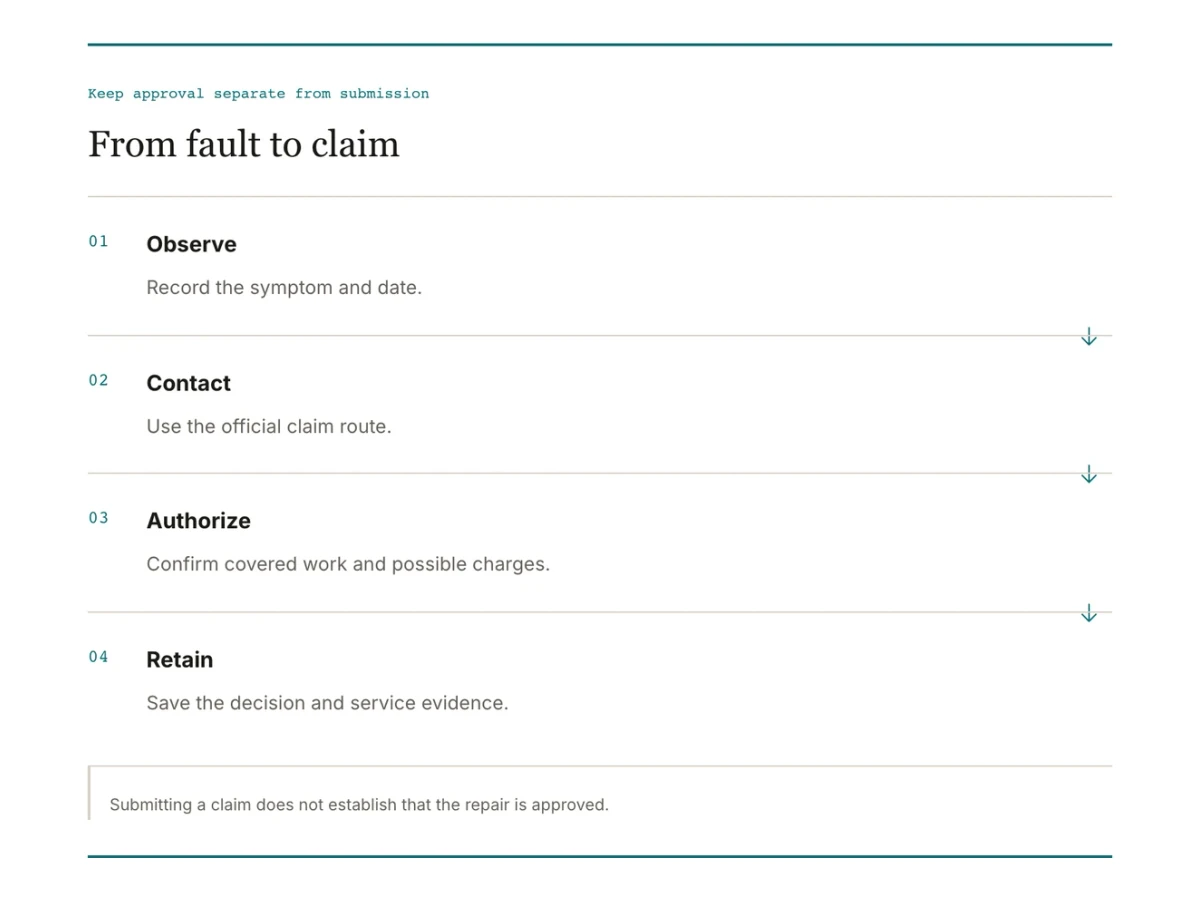 Keep approval separate from submission
From fault to claim
01
Observe
Record the symptom and date.
02
Contact
Use the official claim route.
03
Authorize
Confirm covered work and possible charges.
04
Retain
Save the decision and service evidence.
Submitting a claim does not establish that the repair is approved.